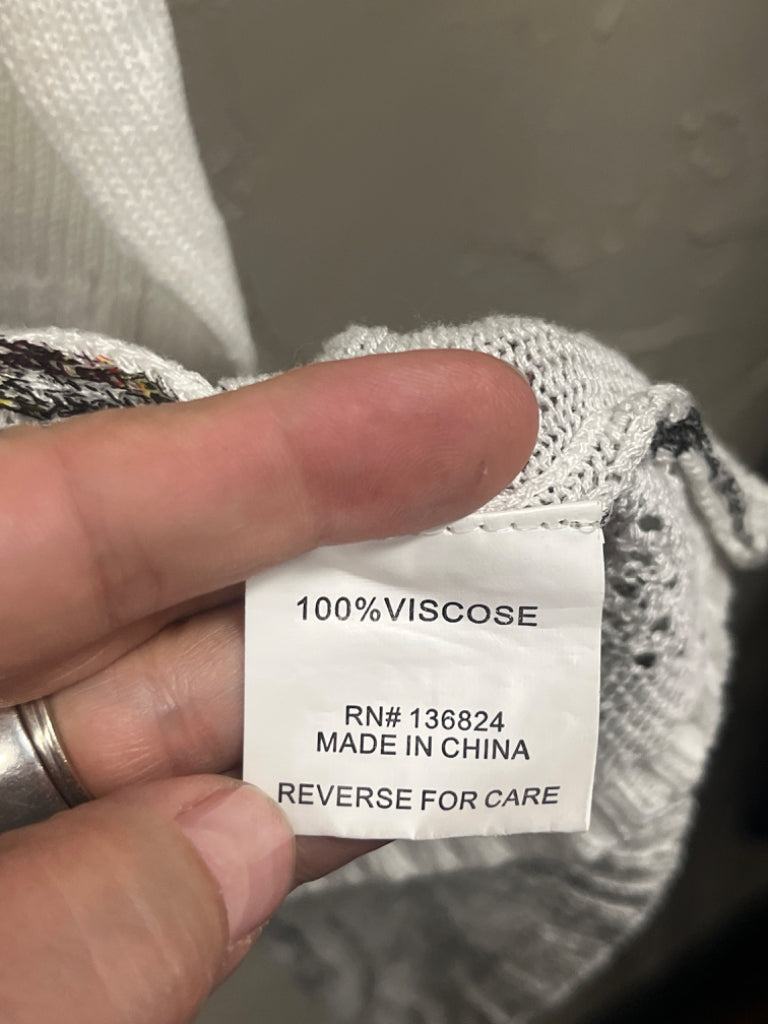 100%VISCOSE
RN# 136824
MADE IN CHINA
REVERSE FOR CARE